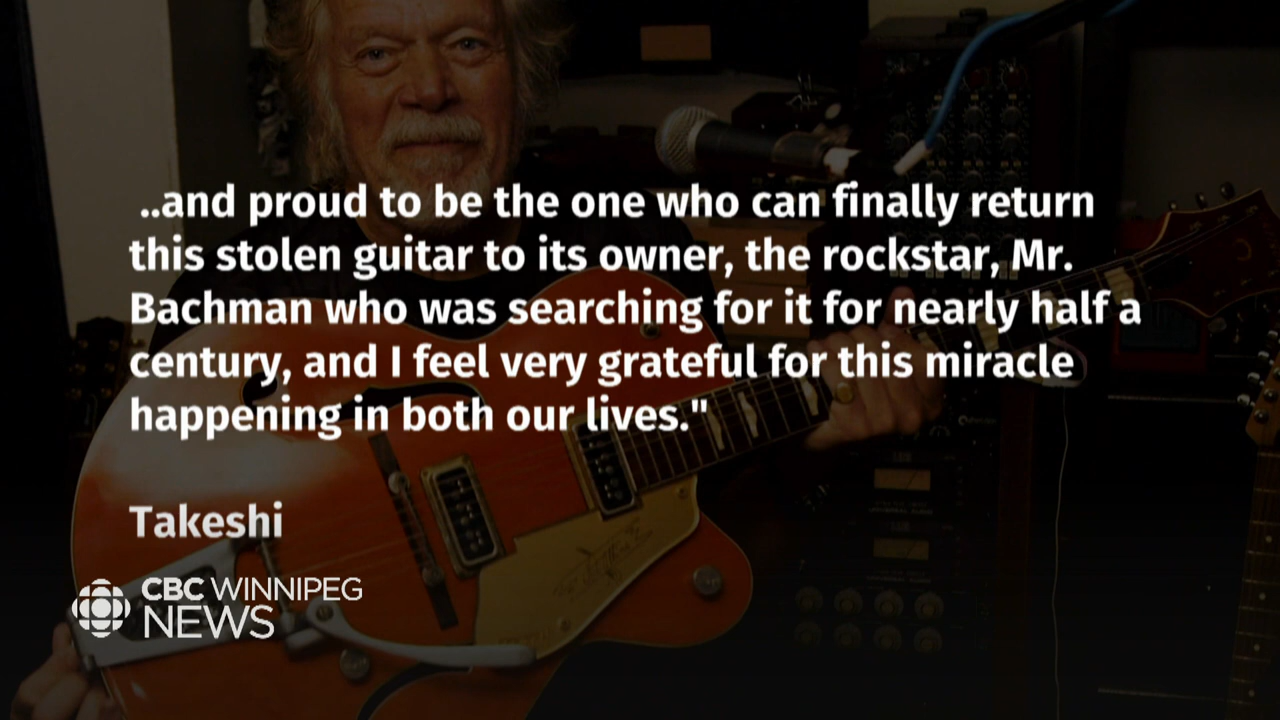 ..and proud to be the one who can finally return
this stolen guitar to its owner, the rockstar, Mr.
Bachman who was searching for it for nearly half a
century, and I feel very grateful for this miracle
happening in both our lives."
Takeshi
CBC WINNIPEG
NEWS